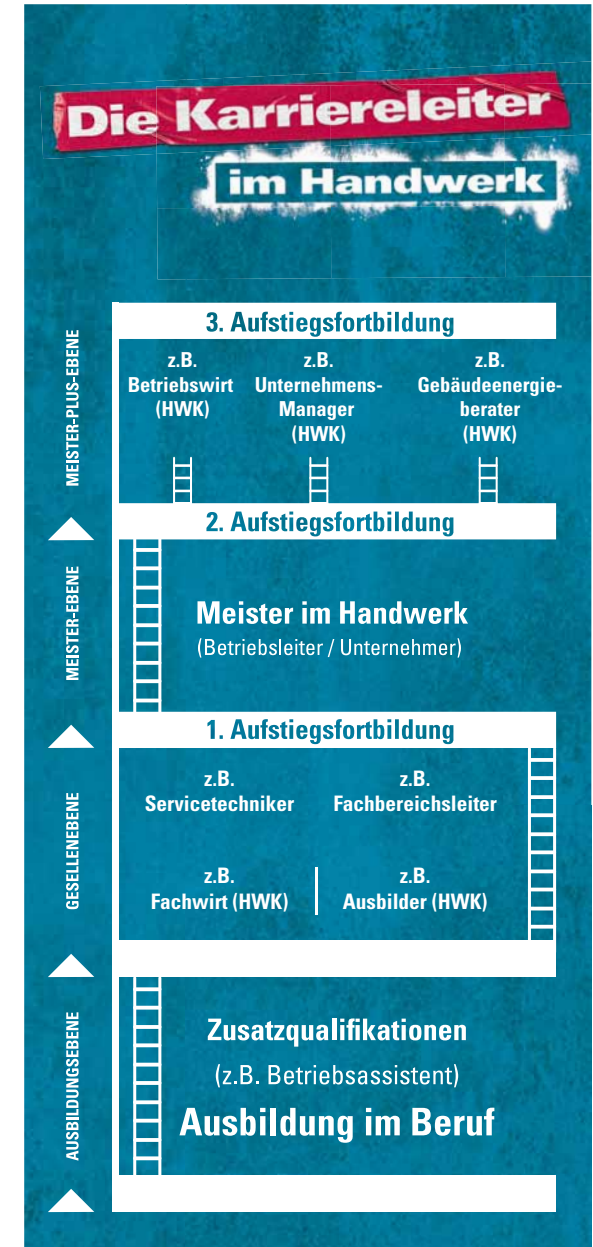 Die Karriereleiter
im Handwerk
MEISTER-PLUS-EBENE
3. Aufstiegsfortbildung
z.B.
Betriebswirt
(HWK)
z.B.
Unternehmens-
Manager
(HWK)
z.B.
Gebäudeenergie-
berater
(HWK)
MEISTER-EBENE
2. Aufstiegsfortbildung
Meister im Handwerk
(Betriebsleiter / Unternehmer)
GESELLENEBENE
1. Aufstiegsfortbildung
z.B.
Servicetechniker
z.B.
Fachbereichsleiter
z.B.
Fachwirt (HWK)
z.B.
Ausbilder (HWK)
AUSBILDUNGSEBENE
Zusatzqualifikationen
(z.B. Betriebsassistent)
Ausbildung im Beruf